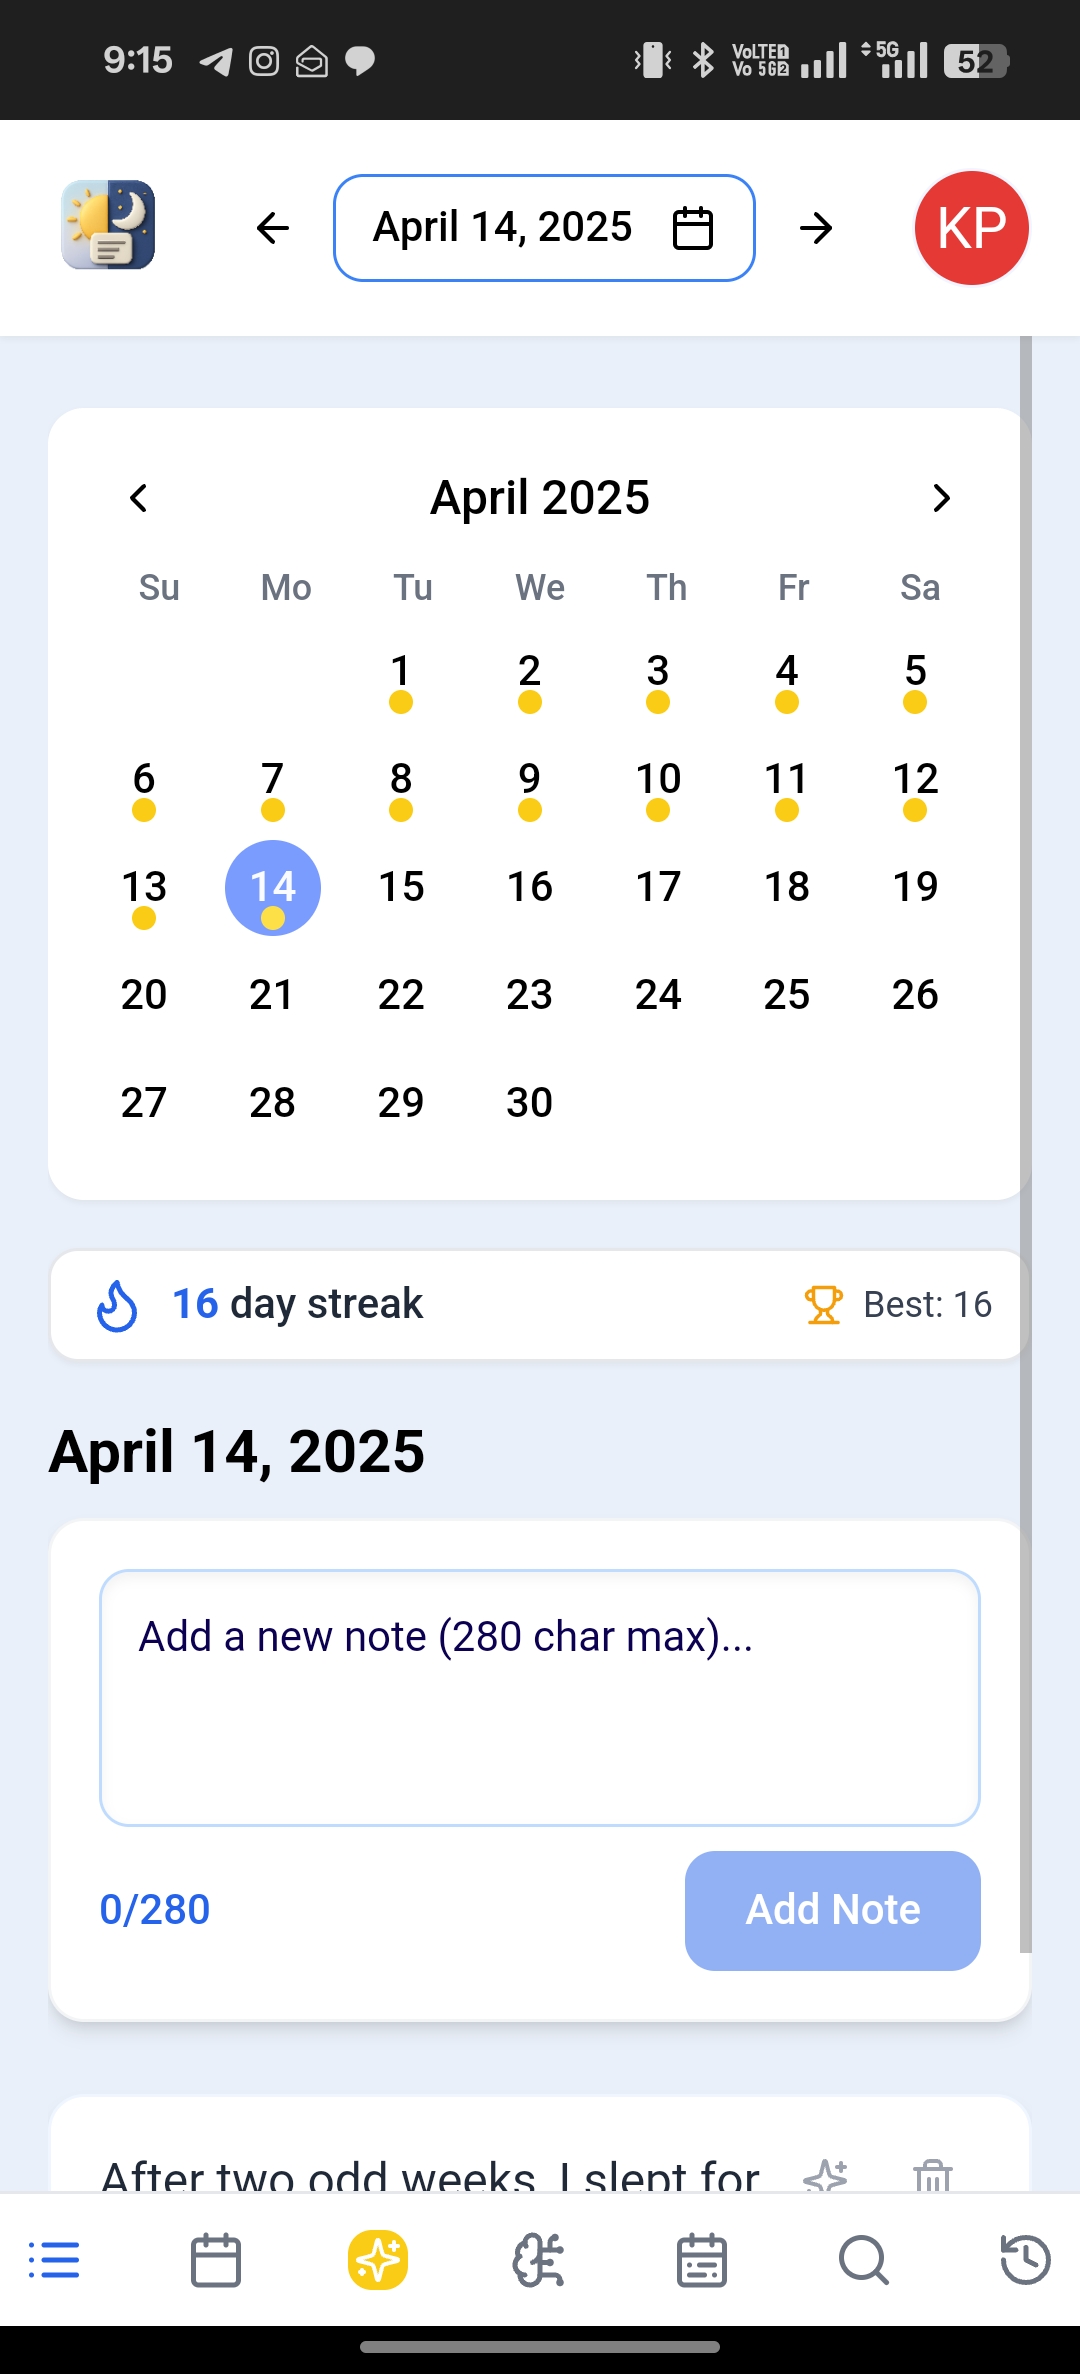 9:15 VoLTE1 Vo 5G2 5G 52
April 14, 2025 KP
April 2025
Su Mo Tu We Th Fr Sa
1 2 3 4 5
6 7 8 9 10 11 12
13 14 15 16 17 18 19
20 21 22 23 24 25 26
27 28 29 30
16 day streak Best: 16
April 14, 2025
Add a new note (280 char max)...
0/280 Add Note
After two odd weeks, I slept for